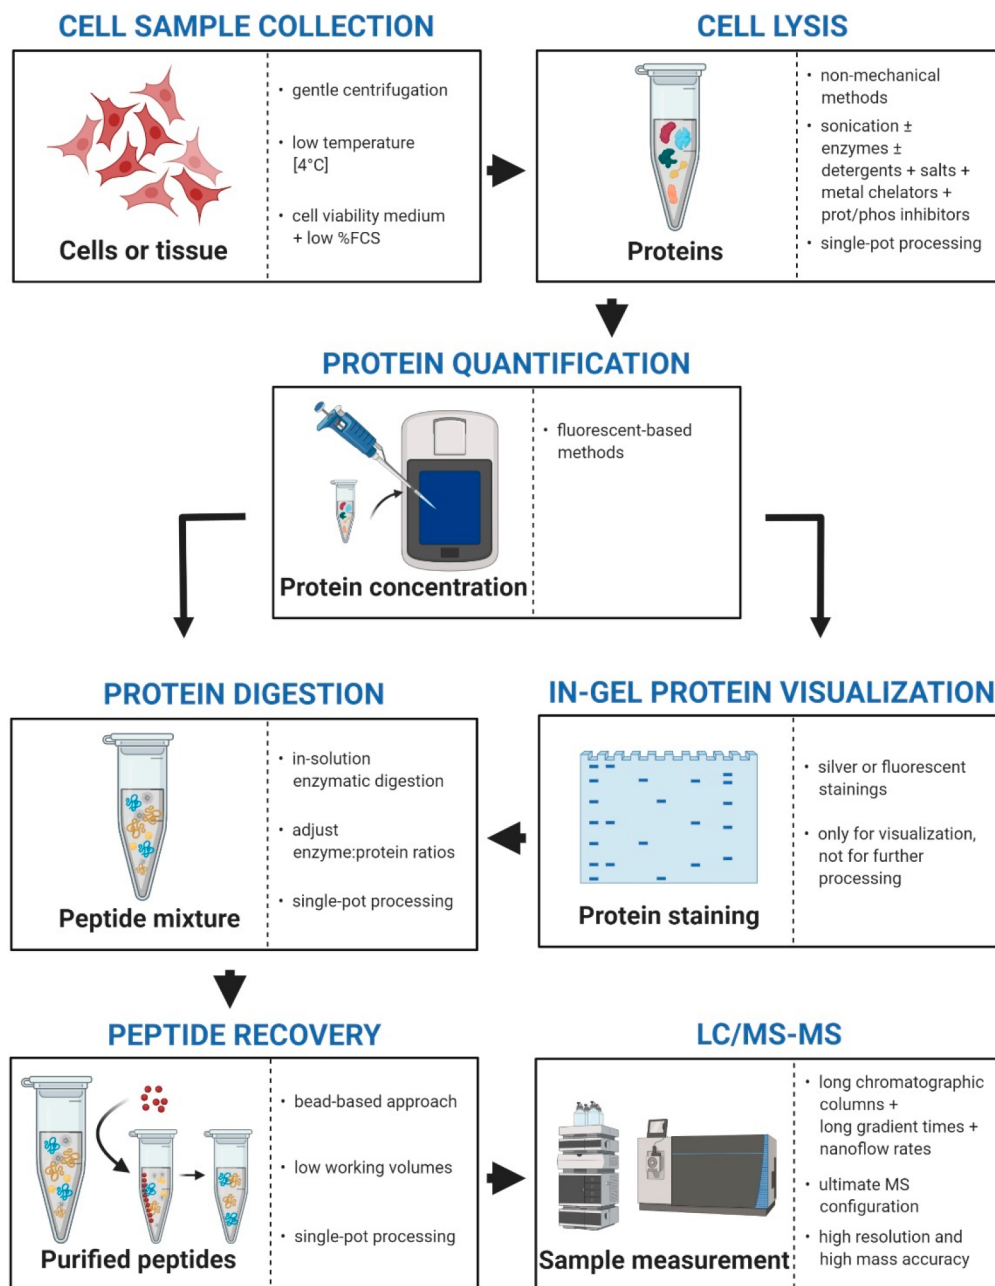 CELL SAMPLE COLLECTION
• gentle centrifugation
• low temperature
[4°C]
• cell viability medium
+ low %FCS
Cells or tissue
CELL LYSIS
• non-mechanical
methods
• sonication ±
enzymes ±
detergents + salts +
metal chelators +
prot/phos inhibitors
• single-pot processing
Proteins
PROTEIN QUANTIFICATION
• fluorescent-based
methods
Protein concentration
PROTEIN DIGESTION
• in-solution
enzymatic digestion
• adjust
enzyme:protein ratios
• single-pot processing
Peptide mixture
IN-GEL PROTEIN VISUALIZATION
• silver or fluorescent
stainings
• only for visualization,
not for further
processing
Protein staining
PEPTIDE RECOVERY
• bead-based approach
• low working volumes
• single-pot processing
Purified peptides
LC/MS-MS
• long chromatographic
columns +
long gradient times +
nanoflow rates
• ultimate MS
configuration
• high resolution and
high mass accuracy
Sample measurement